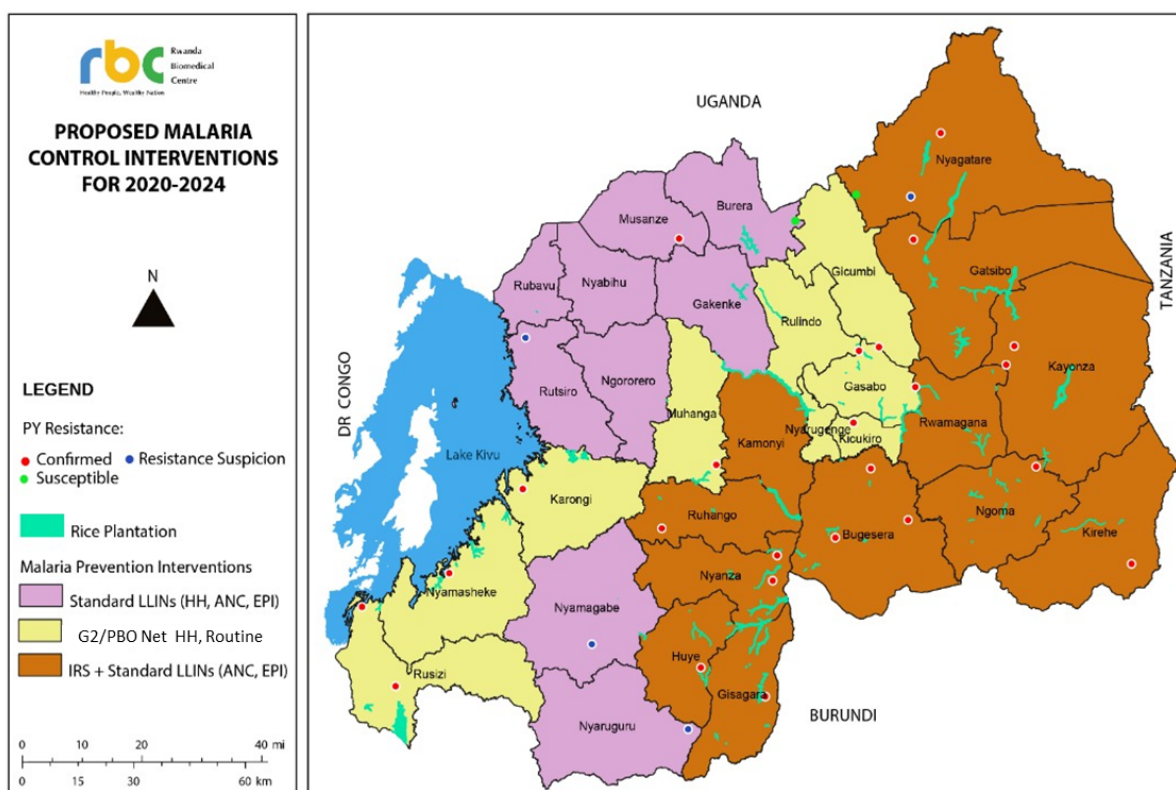 rbc
Rwanda
Biomedical
Centre
Healthy People, Wealthy Nation
PROPOSED MALARIA
CONTROL INTERVENTIONS
FOR 2020-2024
N
LEGEND
PY Resistance:
Confirmed
Resistance Suspicion
Susceptible
Rice Plantation
Malaria Prevention Interventions
Standard LLINs (HH, ANC, EPI)
G2/PBO Net HH, Routine
IRS + Standard LLINs (ANC, EPI)
0 10 20 40 mi
0 15 30 60 km
UGANDA
TANZANIA
DR CONGO
BURUNDI
Lake Kivu
Nyagatare
Burera
Musanze
Gicumbi
Gatsibo
Rubavu
Nyabihu
Gakenke
Rulindo
Kayonza
Rutsiro
Ngororero
Gasabo
Muhanga
Rwamagana
Nyarugenge
Kicukiro
Kamonyi
Karongi
Ruhango
Bugesera
Ngoma
Kirehe
Nyamasheke
Nyanza
Nyamagabe
Huye
Rusizi
Gisagara
Nyaruguru